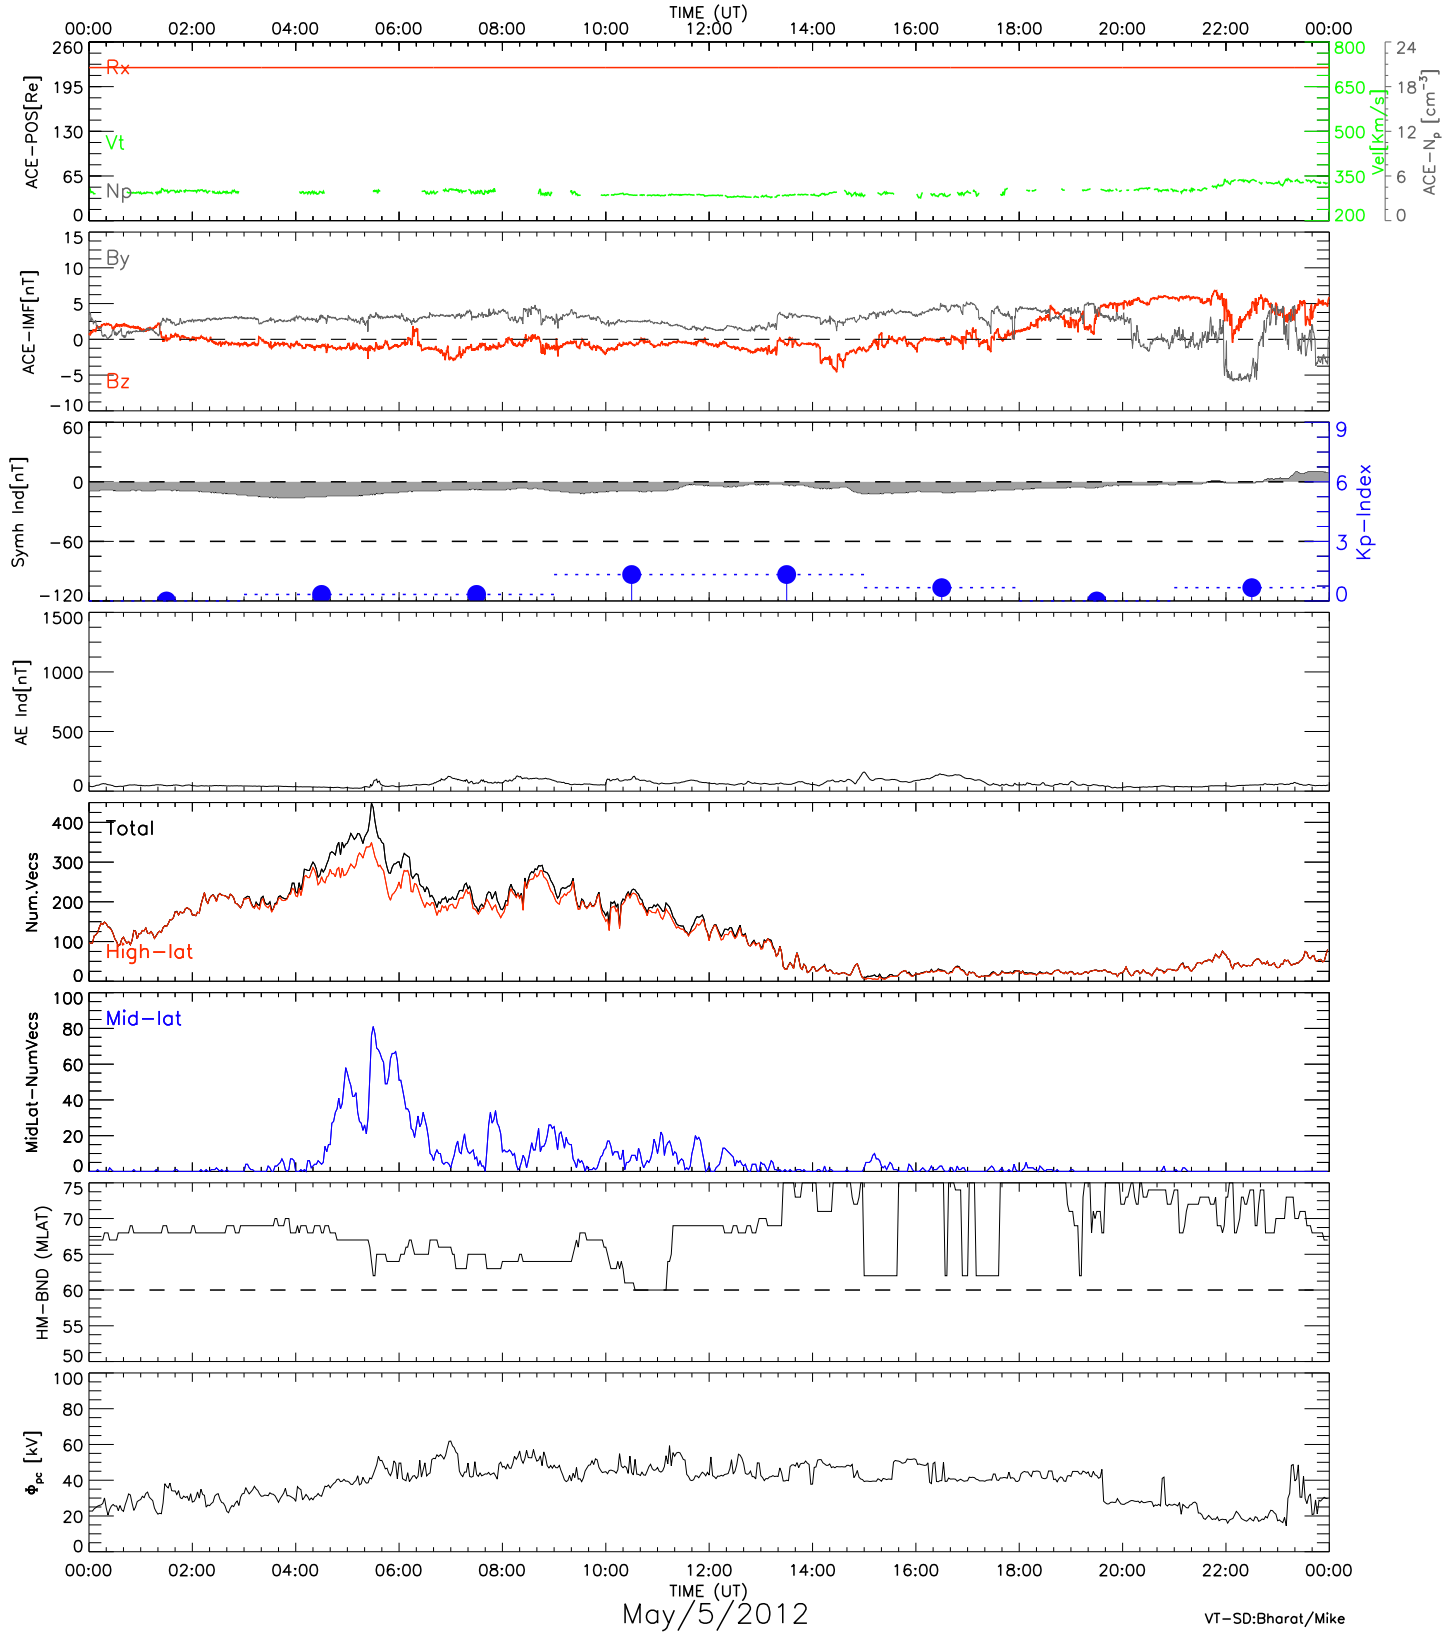 TIME (UT)
00:00 02:00 04:00 06:00 08:00 10:00 12:00 14:00 16:00 18:00 20:00 22:00 00:00
ACE-POS[Re]
260
195
130
65
0
Rx
Vt
Np
800
650
500
350
200
Vel[Km/s]
24
18
12
6
0
ACE-Np [cm⁻³]
ACE-IMF[nT]
15
10
5
0
-5
-10
By
Bz
Symh Ind[nT]
60
0
-60
-120
9
6
3
0
Kp-Index
AE Ind[nT]
1500
1000
500
0
Num.Vecs
400
300
200
100
0
Total
High-lat
MidLat-NumVecs
100
80
60
40
20
0
Mid-lat
HM-BND (MLAT)
75
70
65
60
55
50
Φpc [kV]
100
80
60
40
20
0
00:00 02:00 04:00 06:00 08:00 10:00 12:00 14:00 16:00 18:00 20:00 22:00 00:00
TIME (UT)
May/5/2012
VT-SD:Bharat/Mike